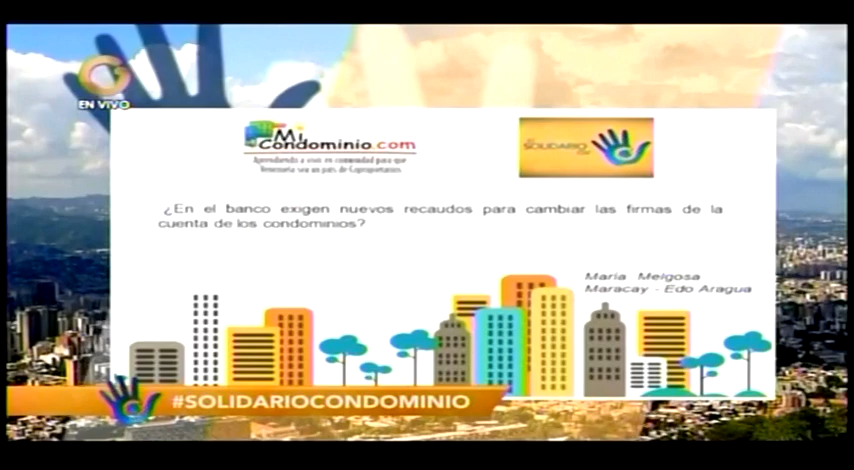 EN VIVO
Mi
Condominio.com
Aprendiendo a vivir en comunidad para que
Venezuela sea un país de Copropietarios
SOLIDARIO
¿En el banco exigen nuevos recaudos para cambiar las firmas de la
cuenta de los condominios?
María Melgosa
Maracay - Edo Aragua
#SOLIDARIOCONDOMINIO